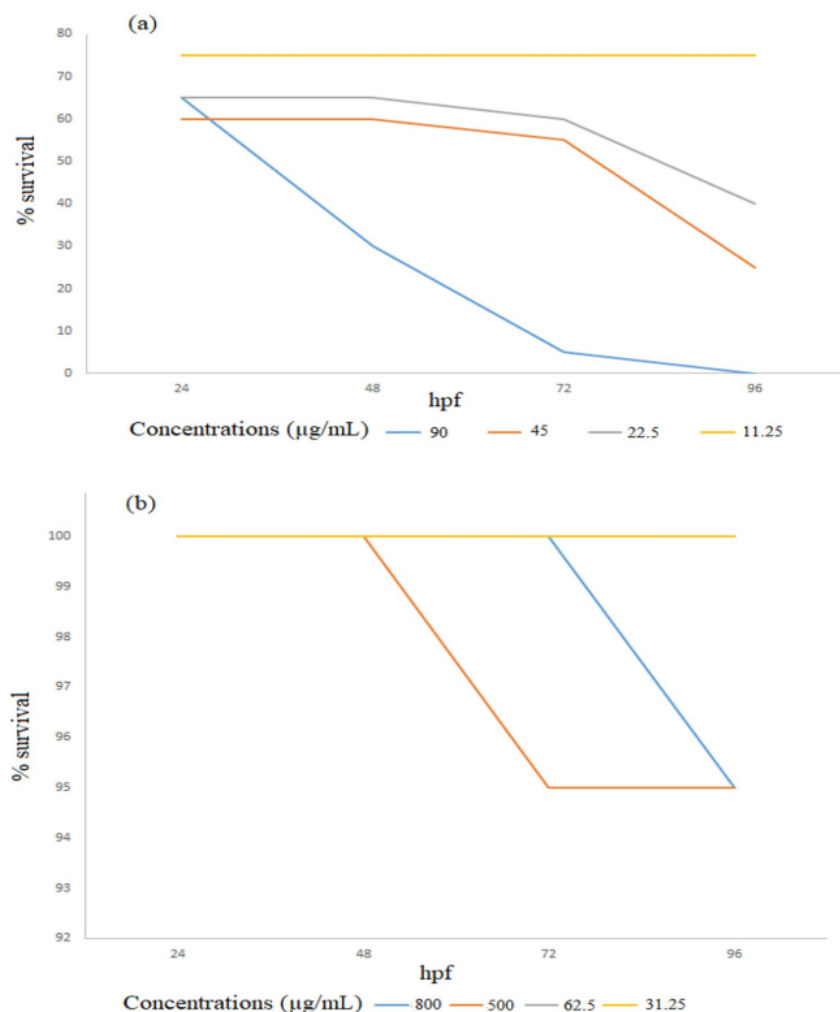 (a)
80
70
60
50
40
30
20
10
0
% survival
24 48 72 96
hpf
Concentrations (µg/mL) 90 45 22.5 11.25
(b)
100
99
98
97
96
95
94
93
92
% survival
24 48 72 96
hpf
Concentrations (µg/mL) 800 500 62.5 31.25